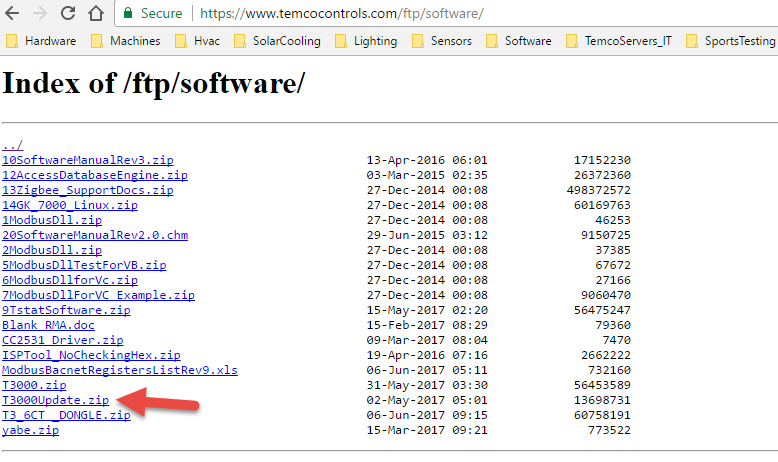 Secure https://www.temcocontrols.com/ftp/software/
Hardware Machines Hvac SolarCooling Lighting Sensors Software TemcoServers_IT SportsTesting
Index of /ftp/software/
../
10SoftwareManualRev3.zip 13-Apr-2016 06:01 17152230
12AccessDatabaseEngine.zip 03-Mar-2015 02:35 26372360
13Zigbee_SupportDocs.zip 27-Dec-2014 00:08 498372572
14GK_7000_Linux.zip 27-Dec-2014 00:08 60169763
1ModbusDll.zip 27-Dec-2014 00:08 46253
20SoftwareManualRev2.0.chm 29-Jun-2015 03:12 9150725
2ModbusDll.zip 27-Dec-2014 00:08 37385
5ModbusDllTestForVB.zip 27-Dec-2014 00:08 67672
6ModbusDllforVc.zip 27-Dec-2014 00:08 27166
7ModbusDllForVC_Example.zip 27-Dec-2014 00:08 9060470
9TstatSoftware.zip 15-May-2017 02:20 56475247
Blank_RMA.doc 15-Feb-2017 08:29 79360
CC2531_Driver.zip 09-Mar-2017 08:04 7470
ISPTool_NoCheckingHex.zip 19-Apr-2016 07:16 2662222
ModbusBacnetRegistersListRev9.xls 06-Jun-2017 05:11 732160
T3000.zip 31-May-2017 03:30 56453589
T3000Update.zip 02-May-2017 05:01 13698731
T3_6CT__DONGLE.zip 06-Jun-2017 09:15 60758191
yabe.zip 15-Mar-2017 09:21 773522